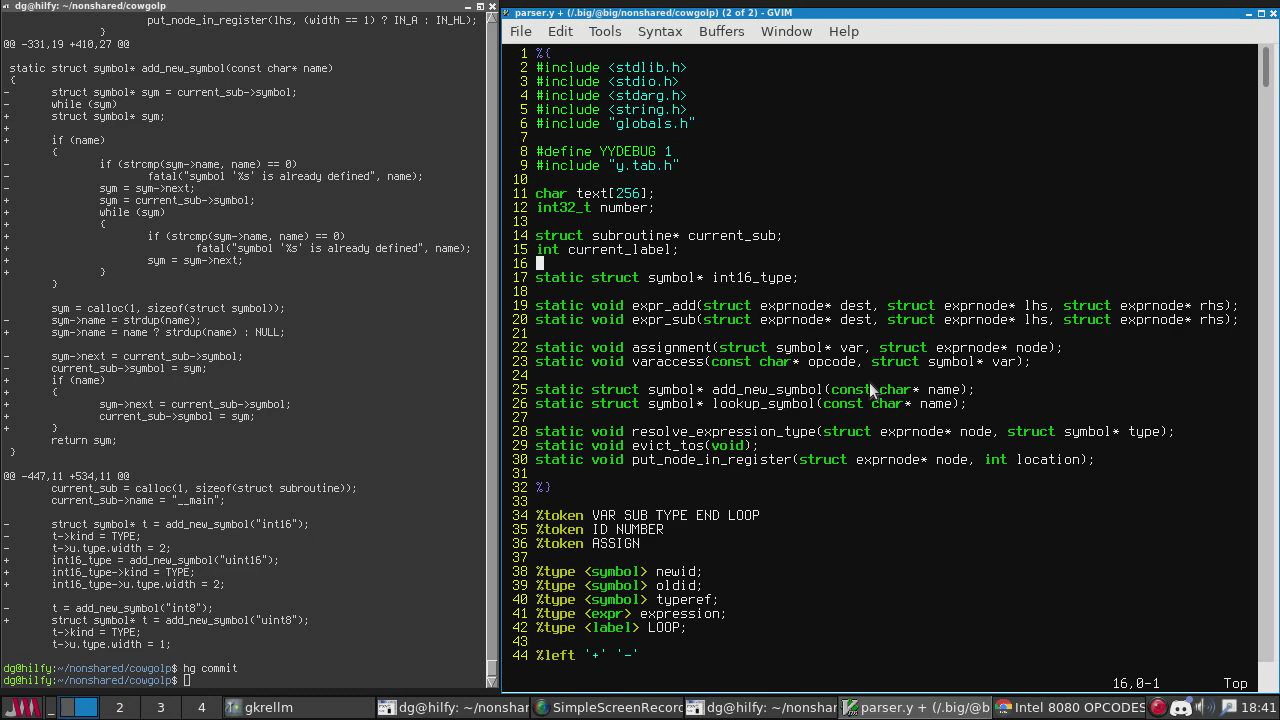 dg@hilfy: ~/nonshared/cowgolp
put_node_in_register(... (width == 1) ? IN_A : IN_HL);
}
@@ -331,19 +410,27 @@
static struct symbol* add_new_symbol(const char* name)
{
- struct symbol* sym = current_sub->symbol;
- while (sym)
+ struct symbol* sym;
+
+ if (name)
{
- if (strcmp(sym->name, name) == 0)
- fatal("symbol '%s' is already defined", name);
- sym = sym->next;
+ sym = current_sub->symbol;
+ while (sym)
+ {
+ if (strcmp(sym->name, name) == 0)
+ fatal("symbol '%s' is already defined", name);
+ sym = sym->next;
+ }
}
sym = calloc(1, sizeof(struct symbol));
- sym->name = strdup(name);
+ sym->name = name ? strdup(name) : NULL;
- sym->next = current_sub->symbol;
- current_sub->symbol = sym;
+ if (name)
+ {
+ sym->next = current_sub->symbol;
+ current_sub->symbol = sym;
+ }
return sym;
}
@@ -447,11 +534,11 @@
current_sub = calloc(1, sizeof(struct subroutine));
current_sub->name = "__main";
- struct symbol* t = add_new_symbol("int16");
- t->kind = TYPE;
- t->u.type.width = 2;
+ int16_type = add_new_symbol("uint16");
+ int16_type->kind = TYPE;
+ int16_type->u.type.width = 2;
- t = add_new_symbol("int8");
+ struct symbol* t = add_new_symbol("uint8");
t->kind = TYPE;
t->u.type.width = 1;
dg@hilfy:~/nonshared/cowgolp$ hg commit
dg@hilfy:~/nonshared/cowgolp$
parser.y + (/.big/@big/nonshared/cowgolp) (2 of 2) - GVIM
File Edit Tools Syntax Buffers Window Help
1 %{
2 #include <stdlib.h>
3 #include <stdio.h>
4 #include <stdarg.h>
5 #include <string.h>
6 #include "globals.h"
7
8 #define YYDEBUG 1
9 #include "y.tab.h"
10
11 char text[256];
12 int32_t number;
13
14 struct subroutine* current_sub;
15 int current_label;
16
17 static struct symbol* int16_type;
18
19 static void expr_add(struct exprnode* dest, struct exprnode* lhs, struct exprnode* rhs);
20 static void expr_sub(struct exprnode* dest, struct exprnode* lhs, struct exprnode* rhs);
21
22 static void assignment(struct symbol* var, struct exprnode* node);
23 static void varaccess(const char* opcode, struct symbol* var);
24
25 static struct symbol* add_new_symbol(const char* name);
26 static struct symbol* lookup_symbol(const char* name);
27
28 static void resolve_expression_type(struct exprnode* node, struct symbol* type);
29 static void evict_tos(void);
30 static void put_node_in_register(struct exprnode* node, int location);
31
32 %}
33
34 %token VAR SUB TYPE END LOOP
35 %token ID NUMBER
36 %token ASSIGN
37
38 %type <symbol> newid;
39 %type <symbol> oldid;
40 %type <symbol> typeref;
41 %type <expr> expression;
42 %type <label> LOOP;
43
44 %left '+' '-'
16,0-1 Top
2 3 4 gkrellm dg@hilfy: ~/nonshar SimpleScreenRecord dg@hilfy: ~/nonshar parser.y + (/.big/@b Intel 8080 OPCODES 18:41